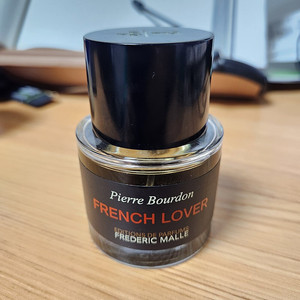 Pierre Bourdon
FRENCH LOVER
EDITIONS DE PARFUMS
FREDERIC MALLE